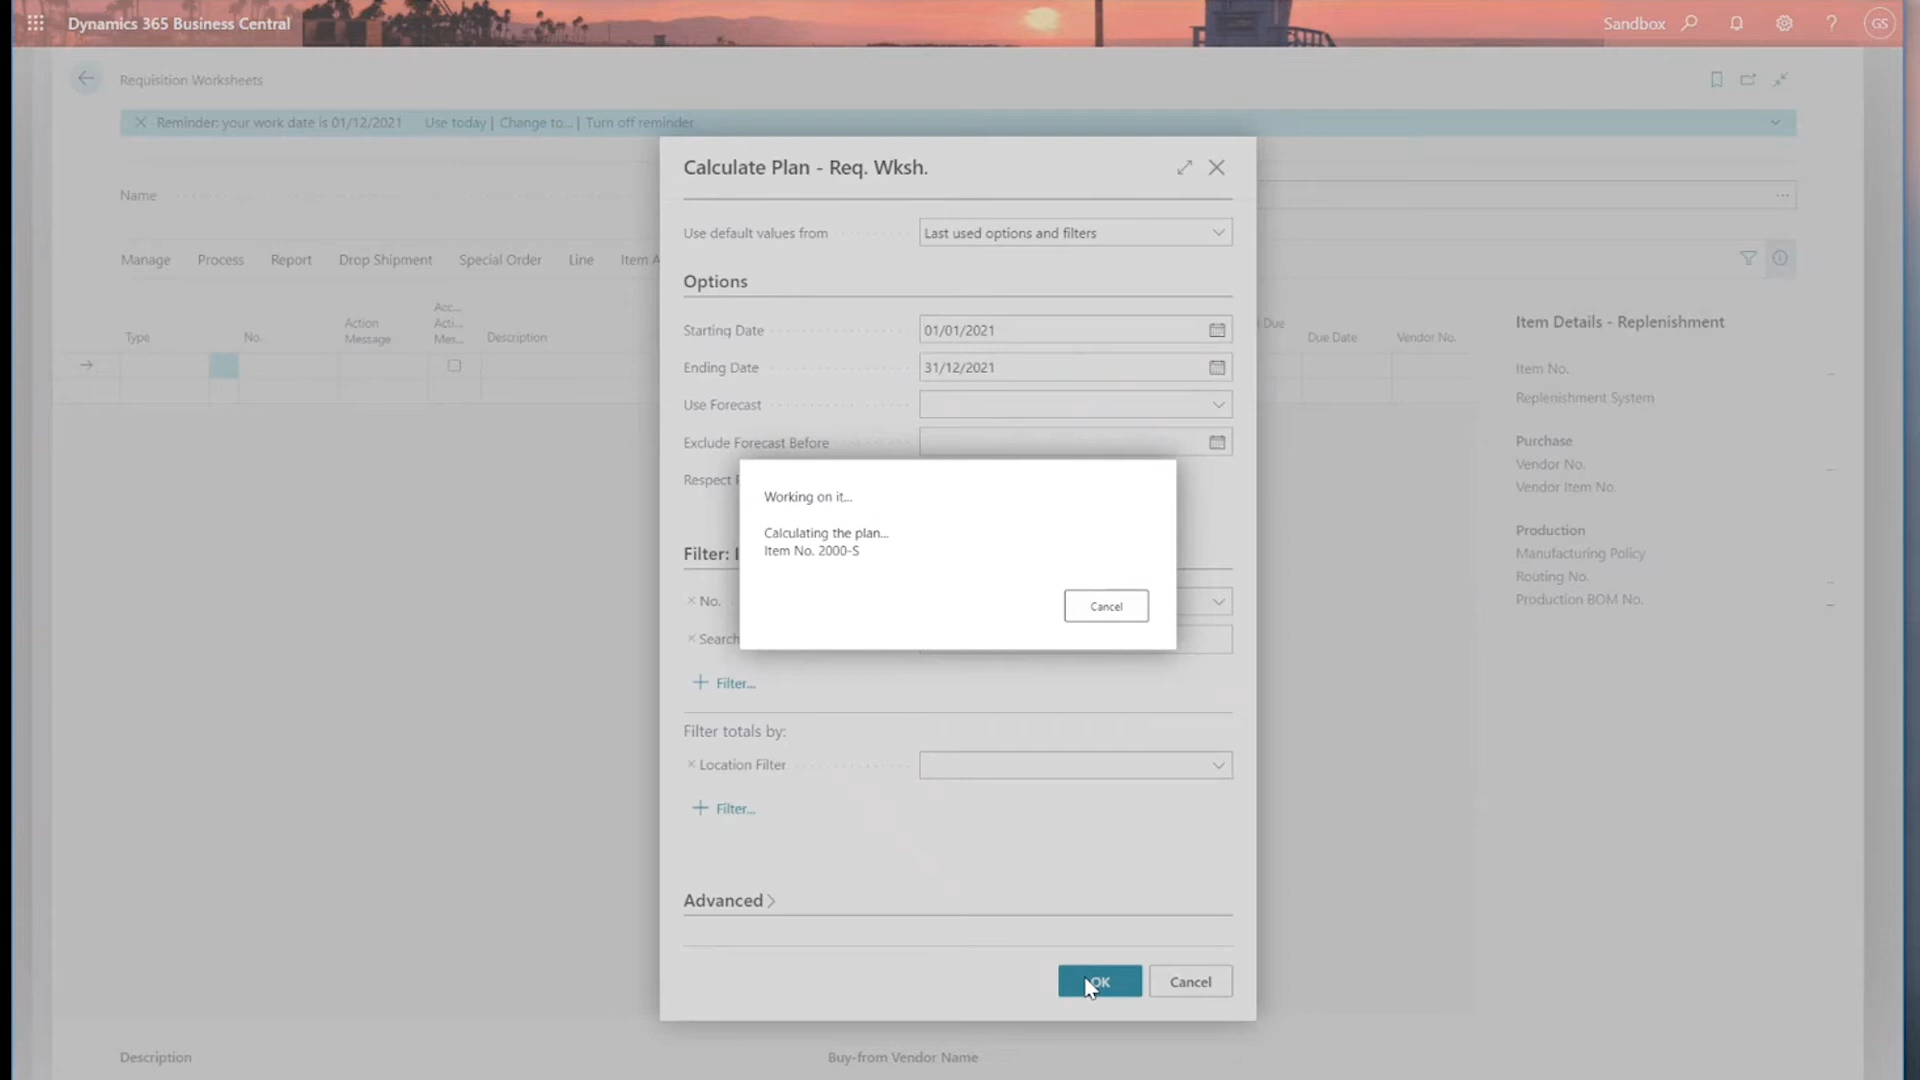 Dynamics 365 Business Central
Sandbox
GS
Requisition Worksheets
Reminder: your work date is 01/12/2021 Use today | Change to... | Turn off reminder
Calculate Plan - Req. Wksh.
Name
Use default values from
Last used options and filters
Manage Process Report Drop Shipment Special Order Line Item A
Options
Starting Date 01/01/2021
Ending Date 31/12/2021
Use Forecast
Exclude Forecast Before
Respect
Type
No.
Action
Message
Acc...
Acti...
Mes...
Description
Due
Due Date
Vendor No.
Working on it...
Calculating the plan...
Item No. 2000-S
Cancel
Filter:
No.
Search
Filter...
Filter totals by:
Location Filter
Filter...
Advanced
OK
Cancel
Item Details - Replenishment
Item No.
Replenishment System
Purchase
Vendor No.
Vendor Item No.
Production
Manufacturing Policy
Routing No.
Production BOM No.
Description
Buy-from Vendor Name